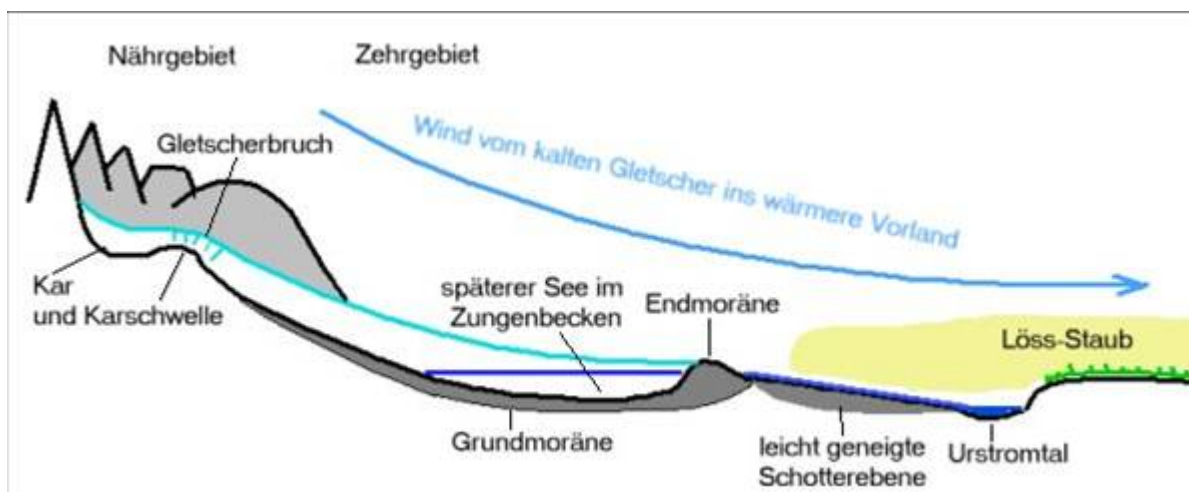 Nährgebiet
Zehrgebiet
Wind vom kalten Gletscher ins wärmere Vorland
Gletscherbruch
Kar
und Karschwelle
späterer See im
Zungenbecken
Endmoräne
Löss-Staub
Grundmoräne
leicht geneigte
Schotterebene
Urstromtal